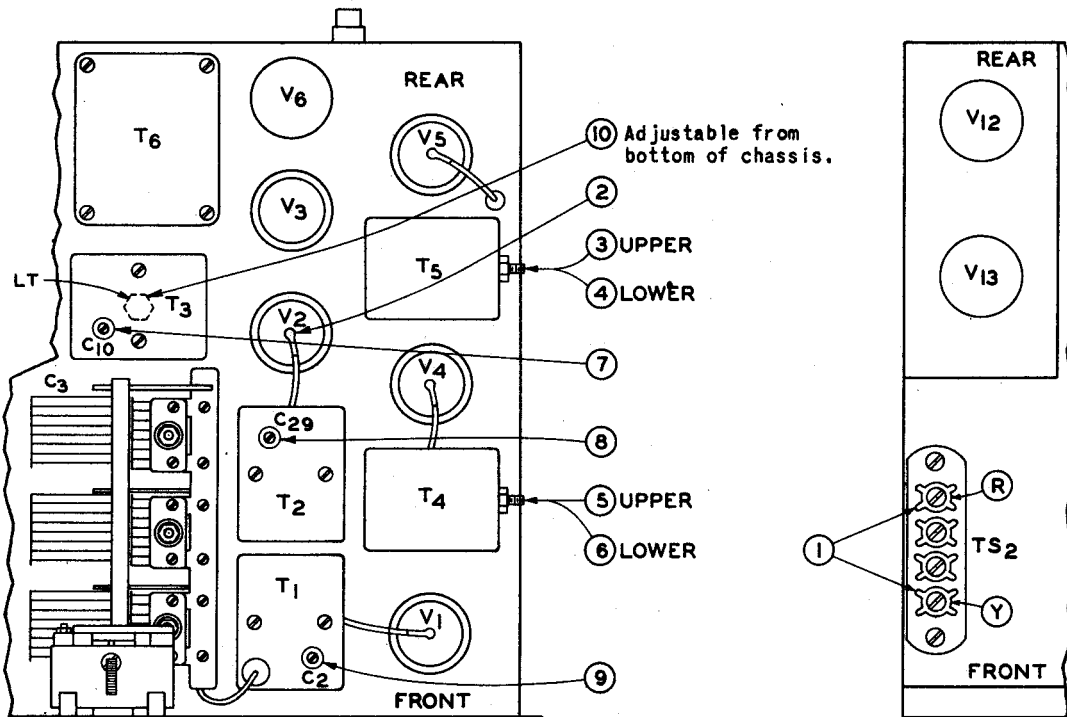 REAR
REAR
V6
V12
T6
V5
10 Adjustable from
bottom of chassis.
2
V3
3 UPPER
T5
4 LOWER
V13
LT
T3
V2
C10
7
V4
C3
C29
8
T2
T4
5 UPPER
R
6 LOWER
1
TS2
T1
V1
Y
C2
9
FRONT
FRONT